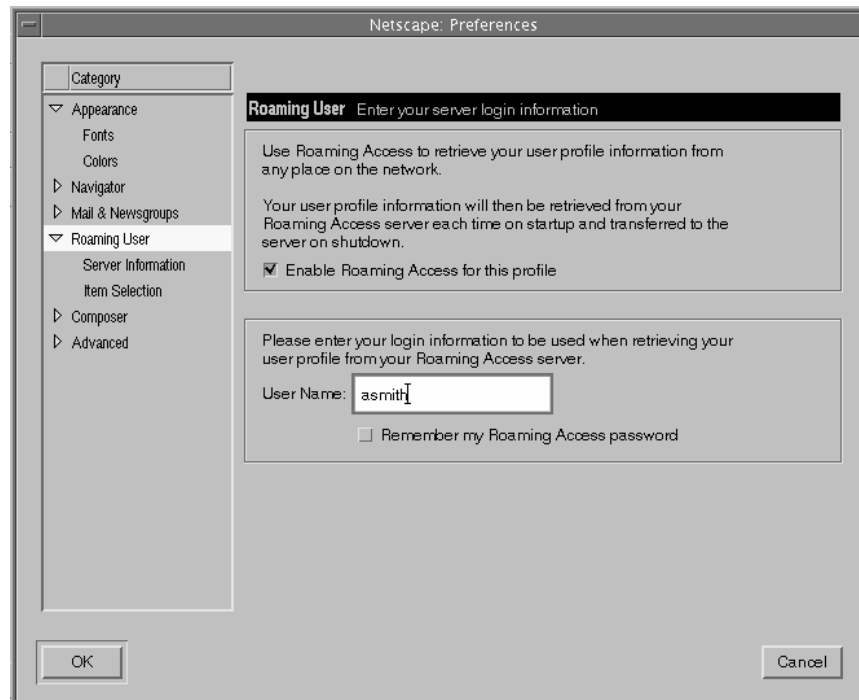 Netscape: Preferences
Category
Appearance
Fonts
Colors
Navigator
Mail & Newsgroups
Roaming User
Server Information
Item Selection
Composer
Advanced
Roaming User Enter your server login information
Use Roaming Access to retrieve your user profile information from
any place on the network.
Your user profile information will then be retrieved from your
Roaming Access server each time on startup and transferred to the
server on shutdown.
Enable Roaming Access for this profile
Please enter your login information to be used when retrieving your
user profile from your Roaming Access server.
User Name: asmith
Remember my Roaming Access password
OK
Cancel